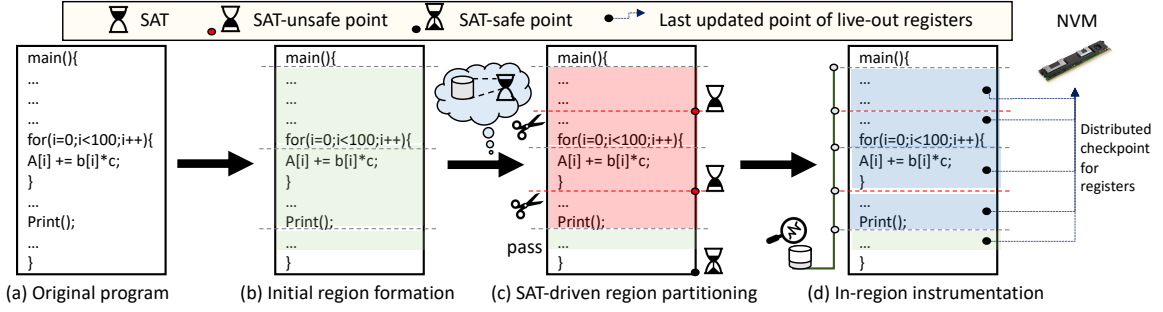 SAT
SAT-unsafe point
SAT-safe point
Last updated point of live-out registers
NVM
main(){
...
...
...
for(i=0;i<100;i++){
A[i] += b[i]*c;
}
...
Print();
...
}
(a) Original program
main(){
...
...
...
for(i=0;i<100;i++){
A[i] += b[i]*c;
}
...
Print();
...
}
(b) Initial region formation
main(){
...
...
...
for(i=0;i<100;i++){
A[i] += b[i]*c;
}
...
Print();
pass
...
}
(c) SAT-driven region partitioning
main(){
...
...
...
for(i=0;i<100;i++){
A[i] += b[i]*c;
}
...
Print();
...
}
(d) In-region instrumentation
Distributed
checkpoint
for
registers